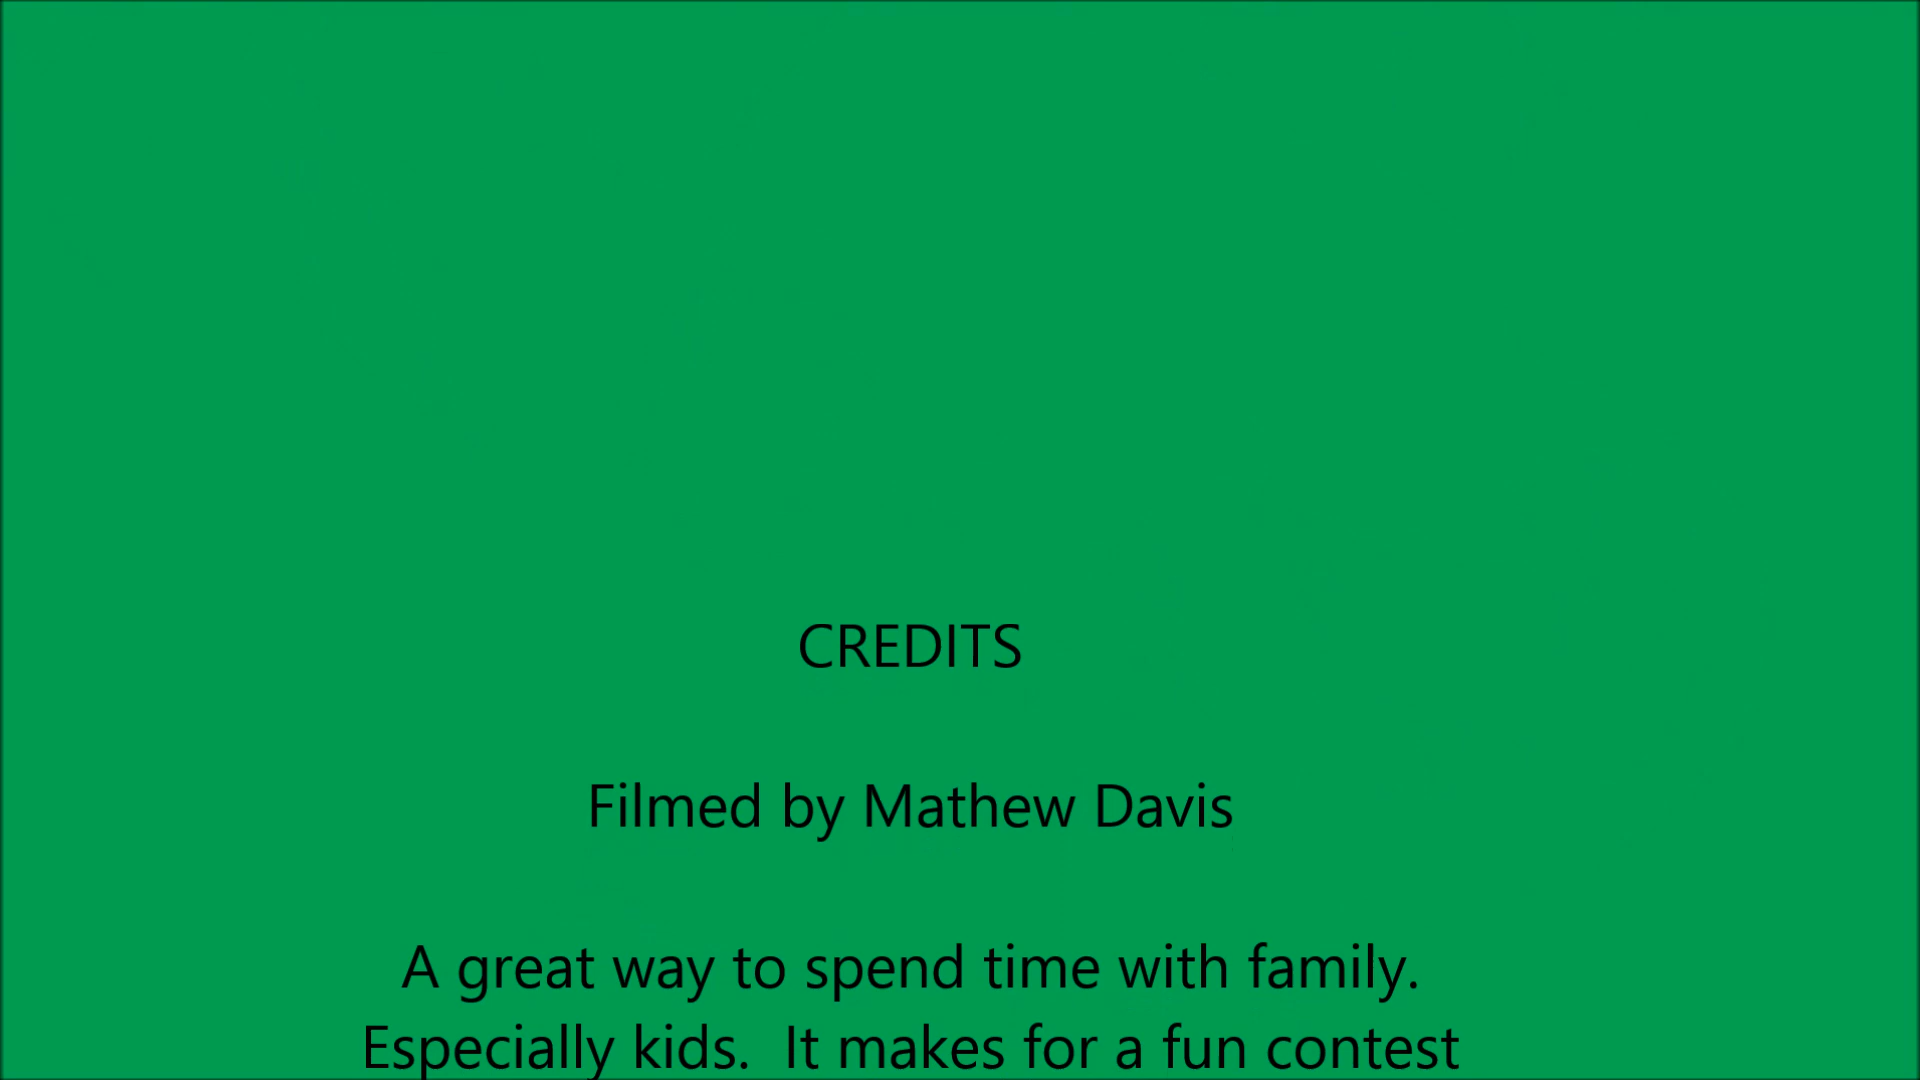 CREDITS
Filmed by Mathew Davis
A great way to spend time with family.
Especially kids.  It makes for a fun contest